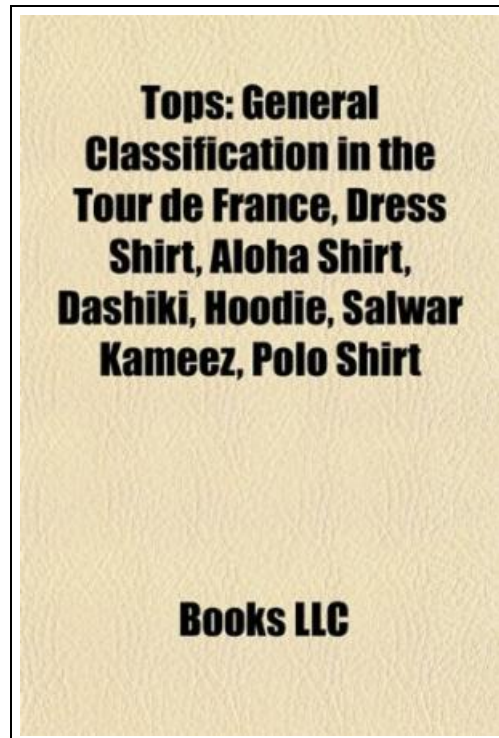 Tops: General
Classification in the
Tour de France, Dress
Shirt, Aloha Shirt,
Dashiki, Hoodie, Salwar
Kameez, Polo Shirt
Books LLC